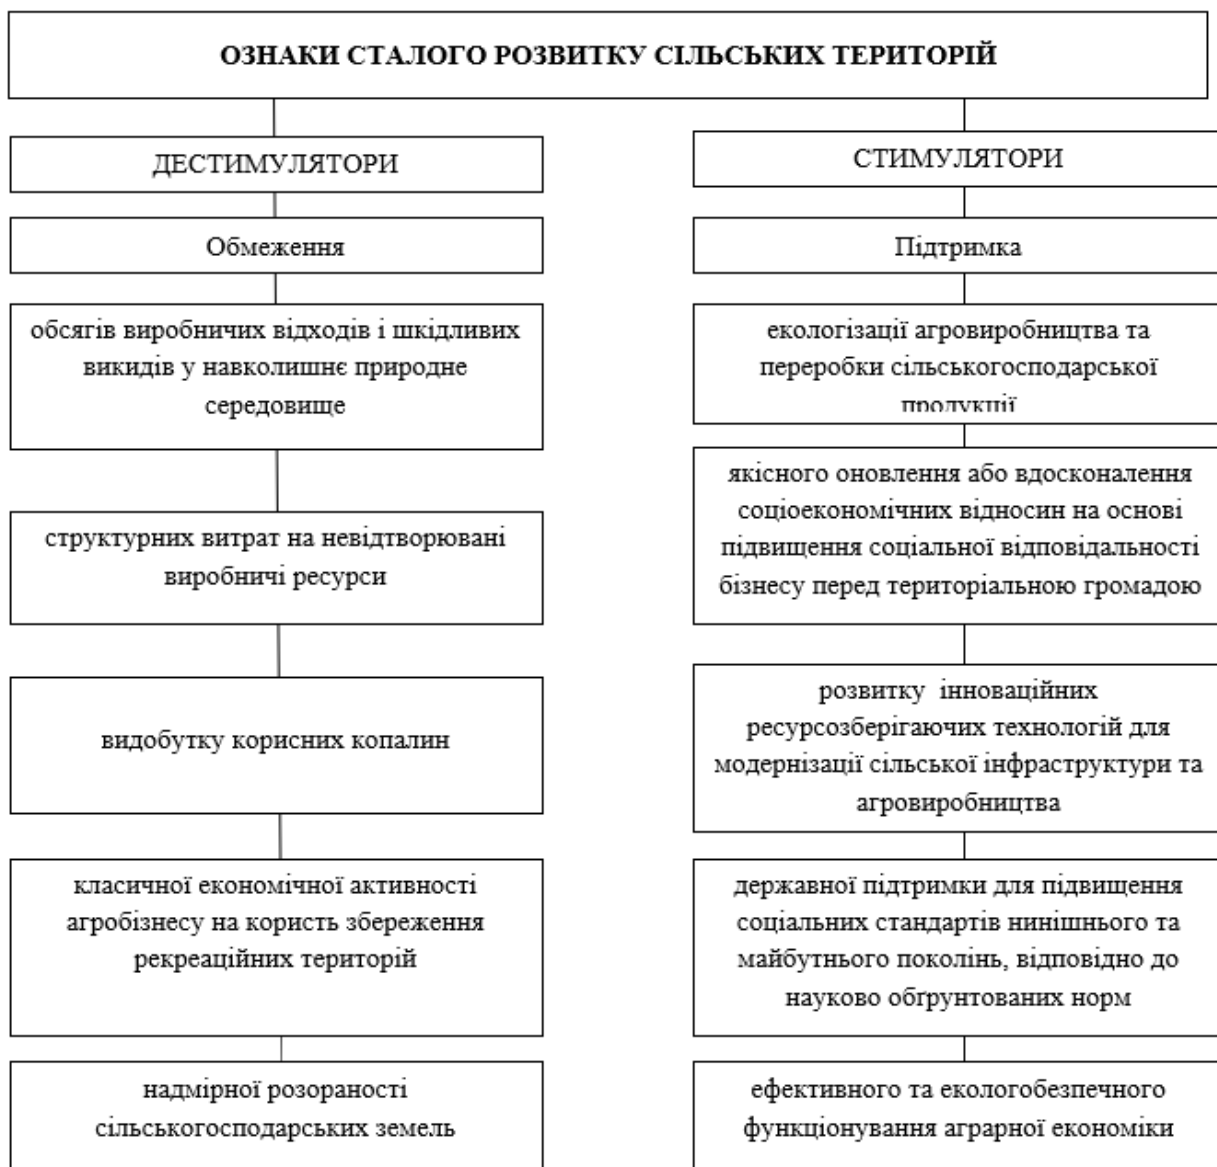 ОЗНАКИ СТАЛОГО РОЗВИТКУ СІЛЬСЬКИХ ТЕРИТОРІЙ
ДЕСТИМУЛЯТОРИ
Обмеження
обсягів виробничих відходів і шкідливих
викидів у навколишнє природне
середовище
структурних витрат на невідтворювані
виробничі ресурси
видобутку корисних копалин
класичної економічної активності
агробізнесу на користь збереження
рекреаційних територій
надмірної розораності
сільськогосподарських земель
СТИМУЛЯТОРИ
Підтримка
екологізації агровиробництва та
переробки сільськогосподарської
продукції
якісного оновлення або вдосконалення
соціоекономічних відносин на основі
підвищення соціальної відповідальності
бізнесу перед територіальною громадою
розвитку інноваційних
ресурсозберігаючих технологій для
модернізації сільської інфраструктури та
агровиробництва
державної підтримки для підвищення
соціальних стандартів нинішнього та
майбутнього поколінь, відповідно до
науково обґрунтованих норм
ефективного та екологобезпечного
функціонування аграрної економіки